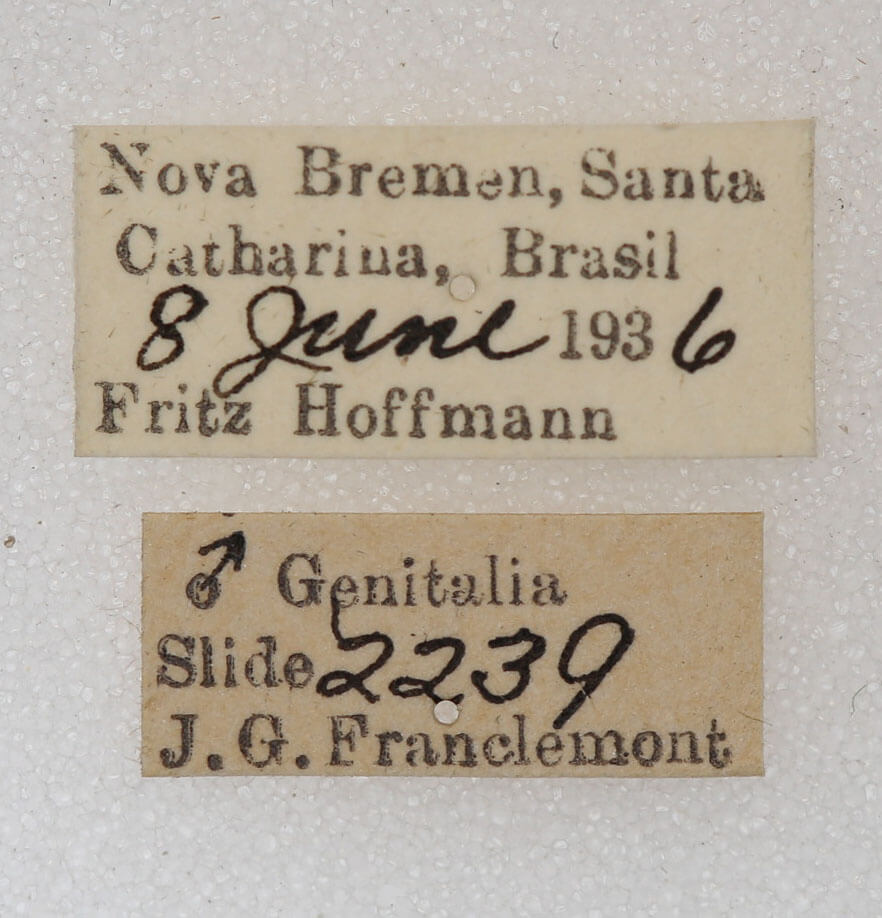 Nova Bremen, Santa
Catharina, Brasil
8 June 1936
Fritz Hoffmann
♂ Genitalia
Slide 2239
J. G. Franclemont